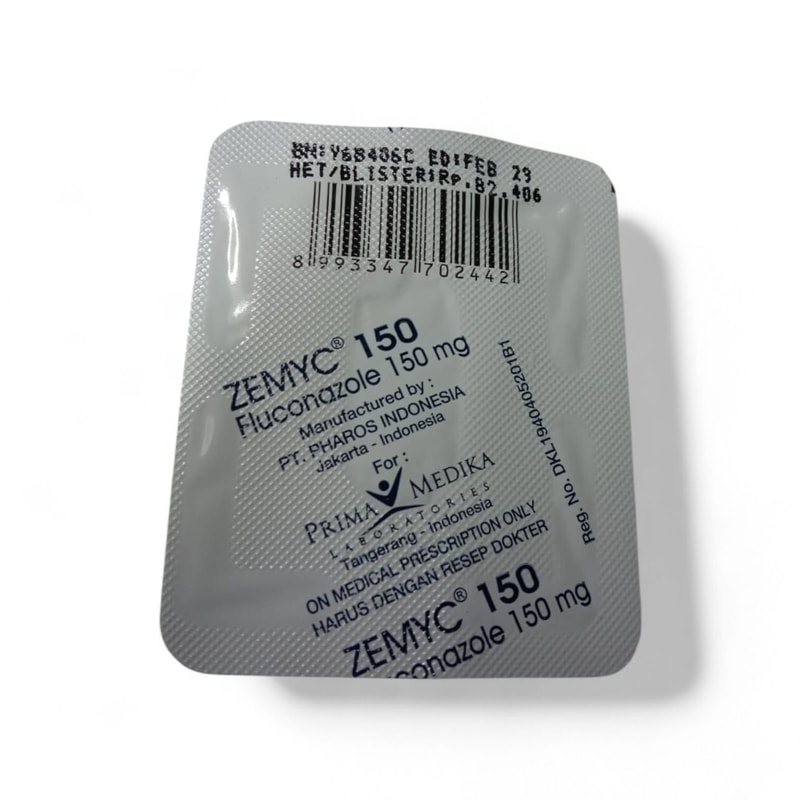 BN:Y6B406C ED:FEB 23
HET/BLISTER:Rp.82.406
8 993347 702442
ZEMYC® 150
Fluconazole 150 mg
Manufactured by :
PT. PHAROS INDONESIA
Jakarta - Indonesia
For :
PRIMA MEDIKA
LABORATORIES
Tangerang - Indonesia
ON MEDICAL PRESCRIPTION ONLY
HARUS DENGAN RESEP DOKTER
Reg. No. DKL1940405201B1
ZEMYC® 150
conazole 150 mg